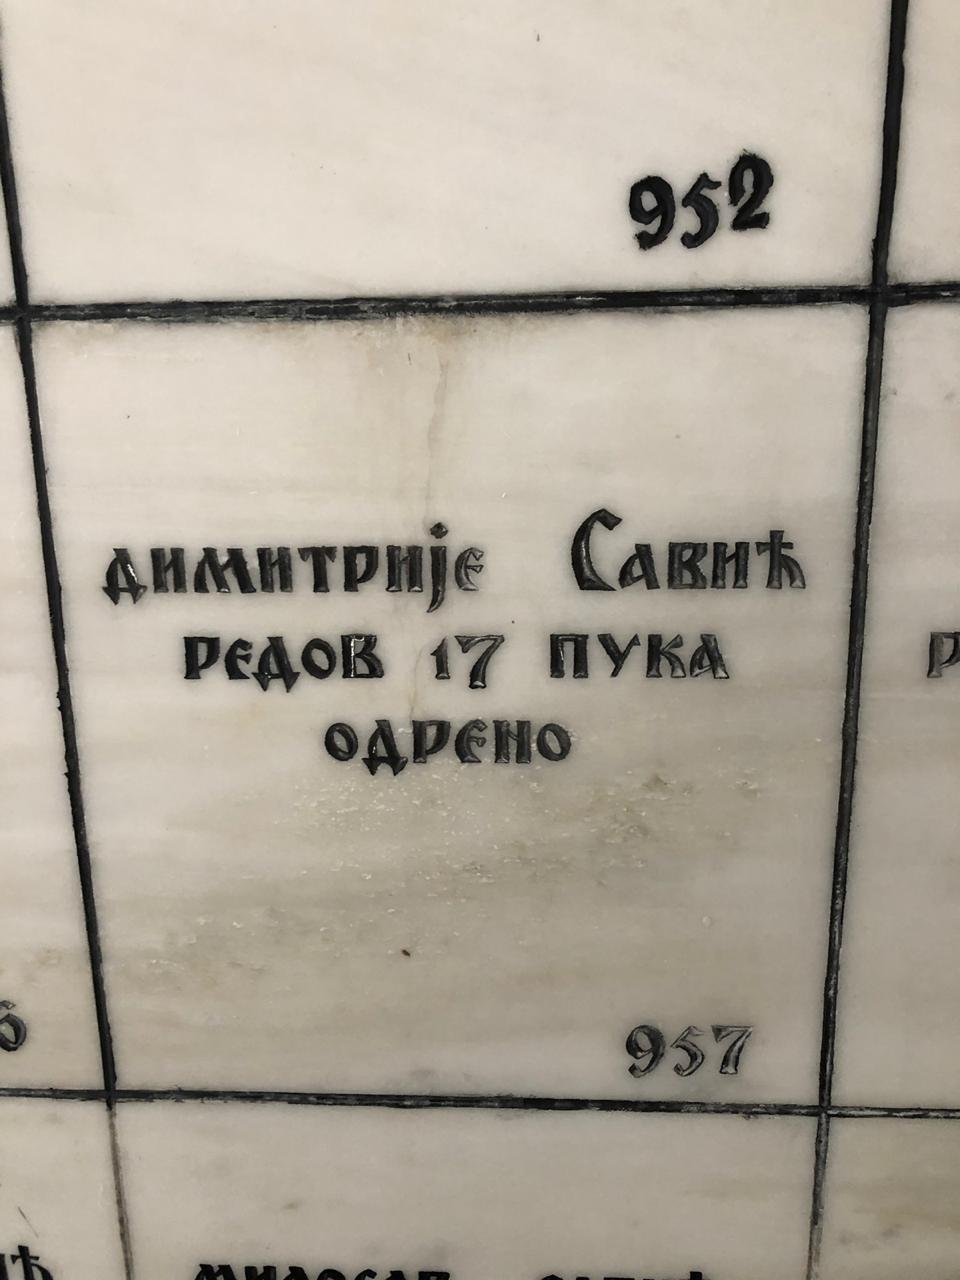 952
Димитрије Савић
редов 17 пука
одрено
957